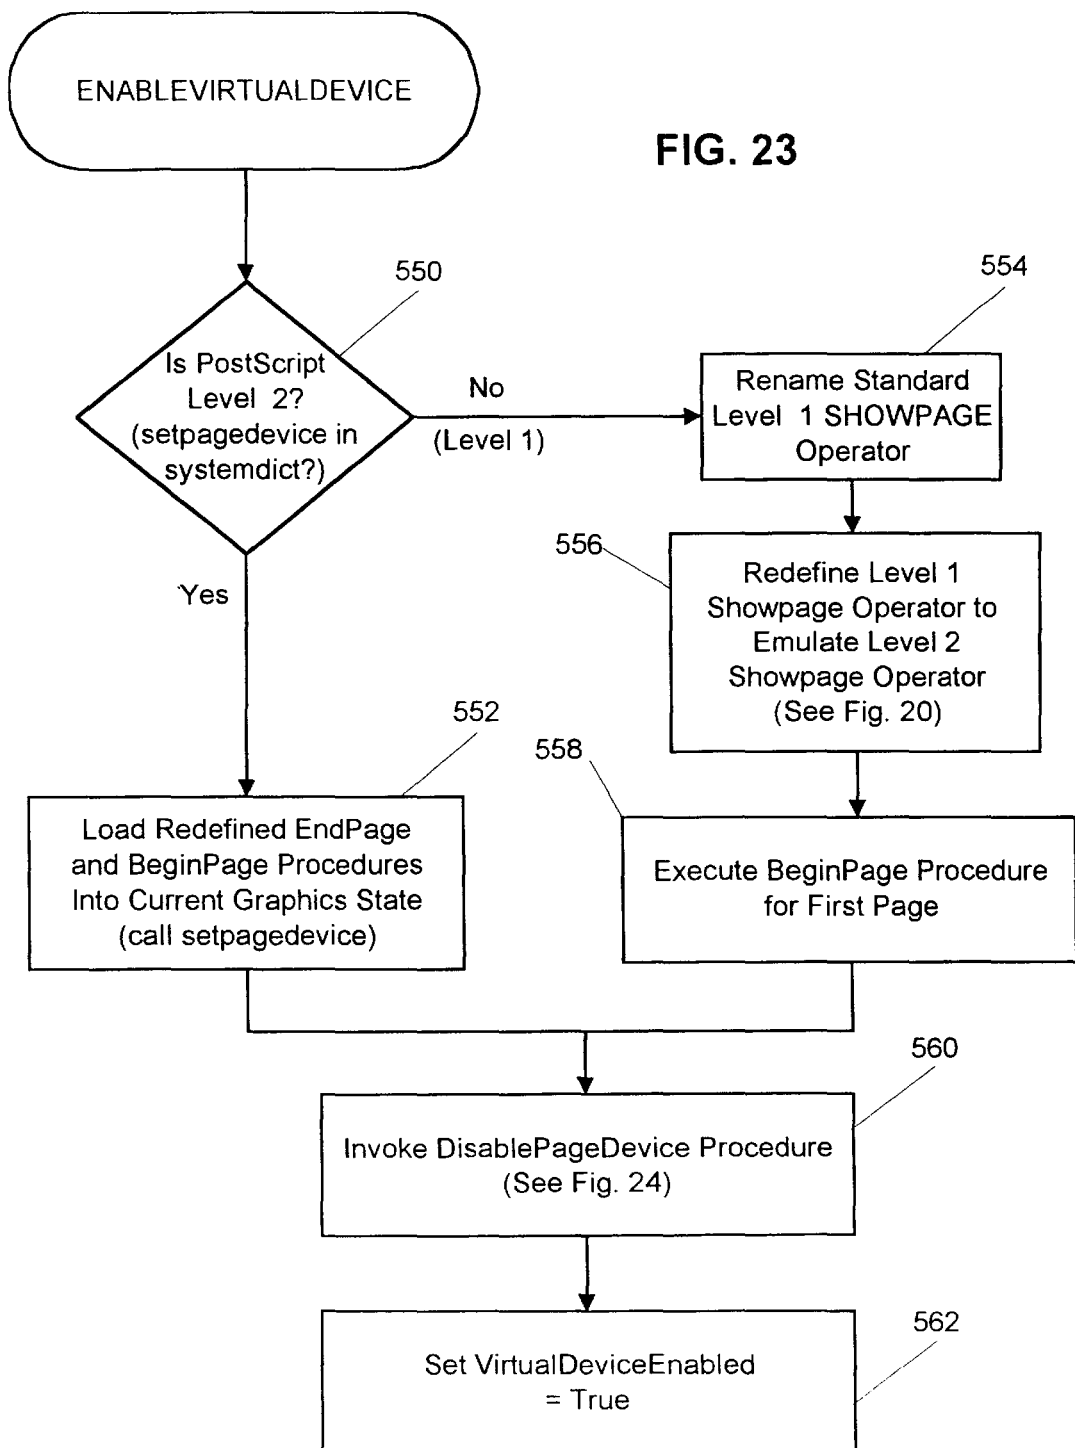 ENABLEVIRTUALDEVICE
FIG. 23
550
Is PostScript
Level 2?
(setpagedevice in
systemdict?)
No
(Level 1)
554
Rename Standard
Level 1 SHOWPAGE
Operator
Yes
556
Redefine Level 1
Showpage Operator to
Emulate Level 2
Showpage Operator
(See Fig. 20)
552
Load Redefined EndPage
and BeginPage Procedures
Into Current Graphics State
(call setpagedevice)
558
Execute BeginPage Procedure
for First Page
560
Invoke DisablePageDevice Procedure
(See Fig. 24)
562
Set VirtualDeviceEnabled
= True